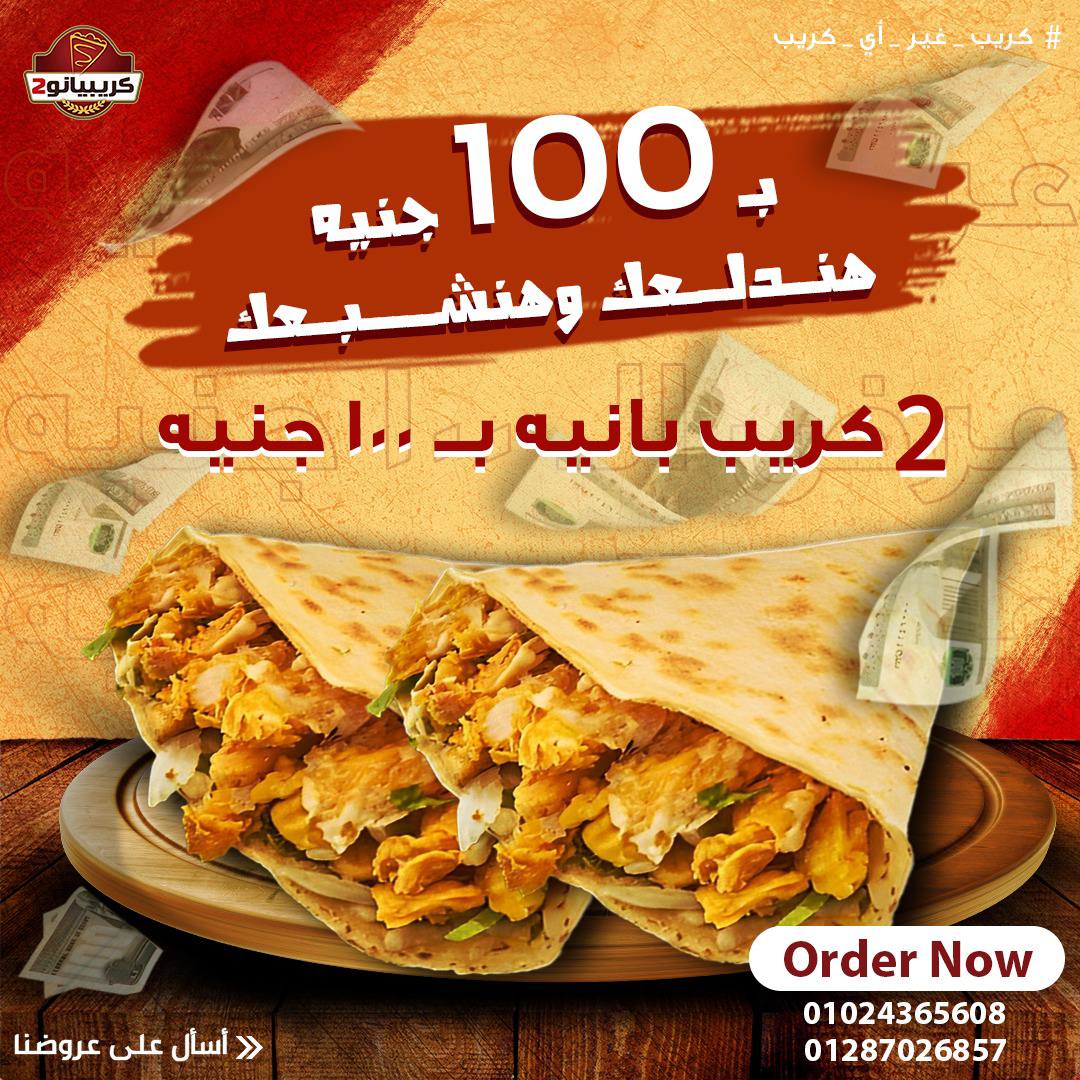 # كريب _ غير _ أي _ كريب
كريبيانو2
بـ 100 جنيه
هندلعك وهنشبعك
2 كريب بانيه بـ ١٠٠ جنيه
Order Now
01024365608
01287026857
أسأل على عروضنا »